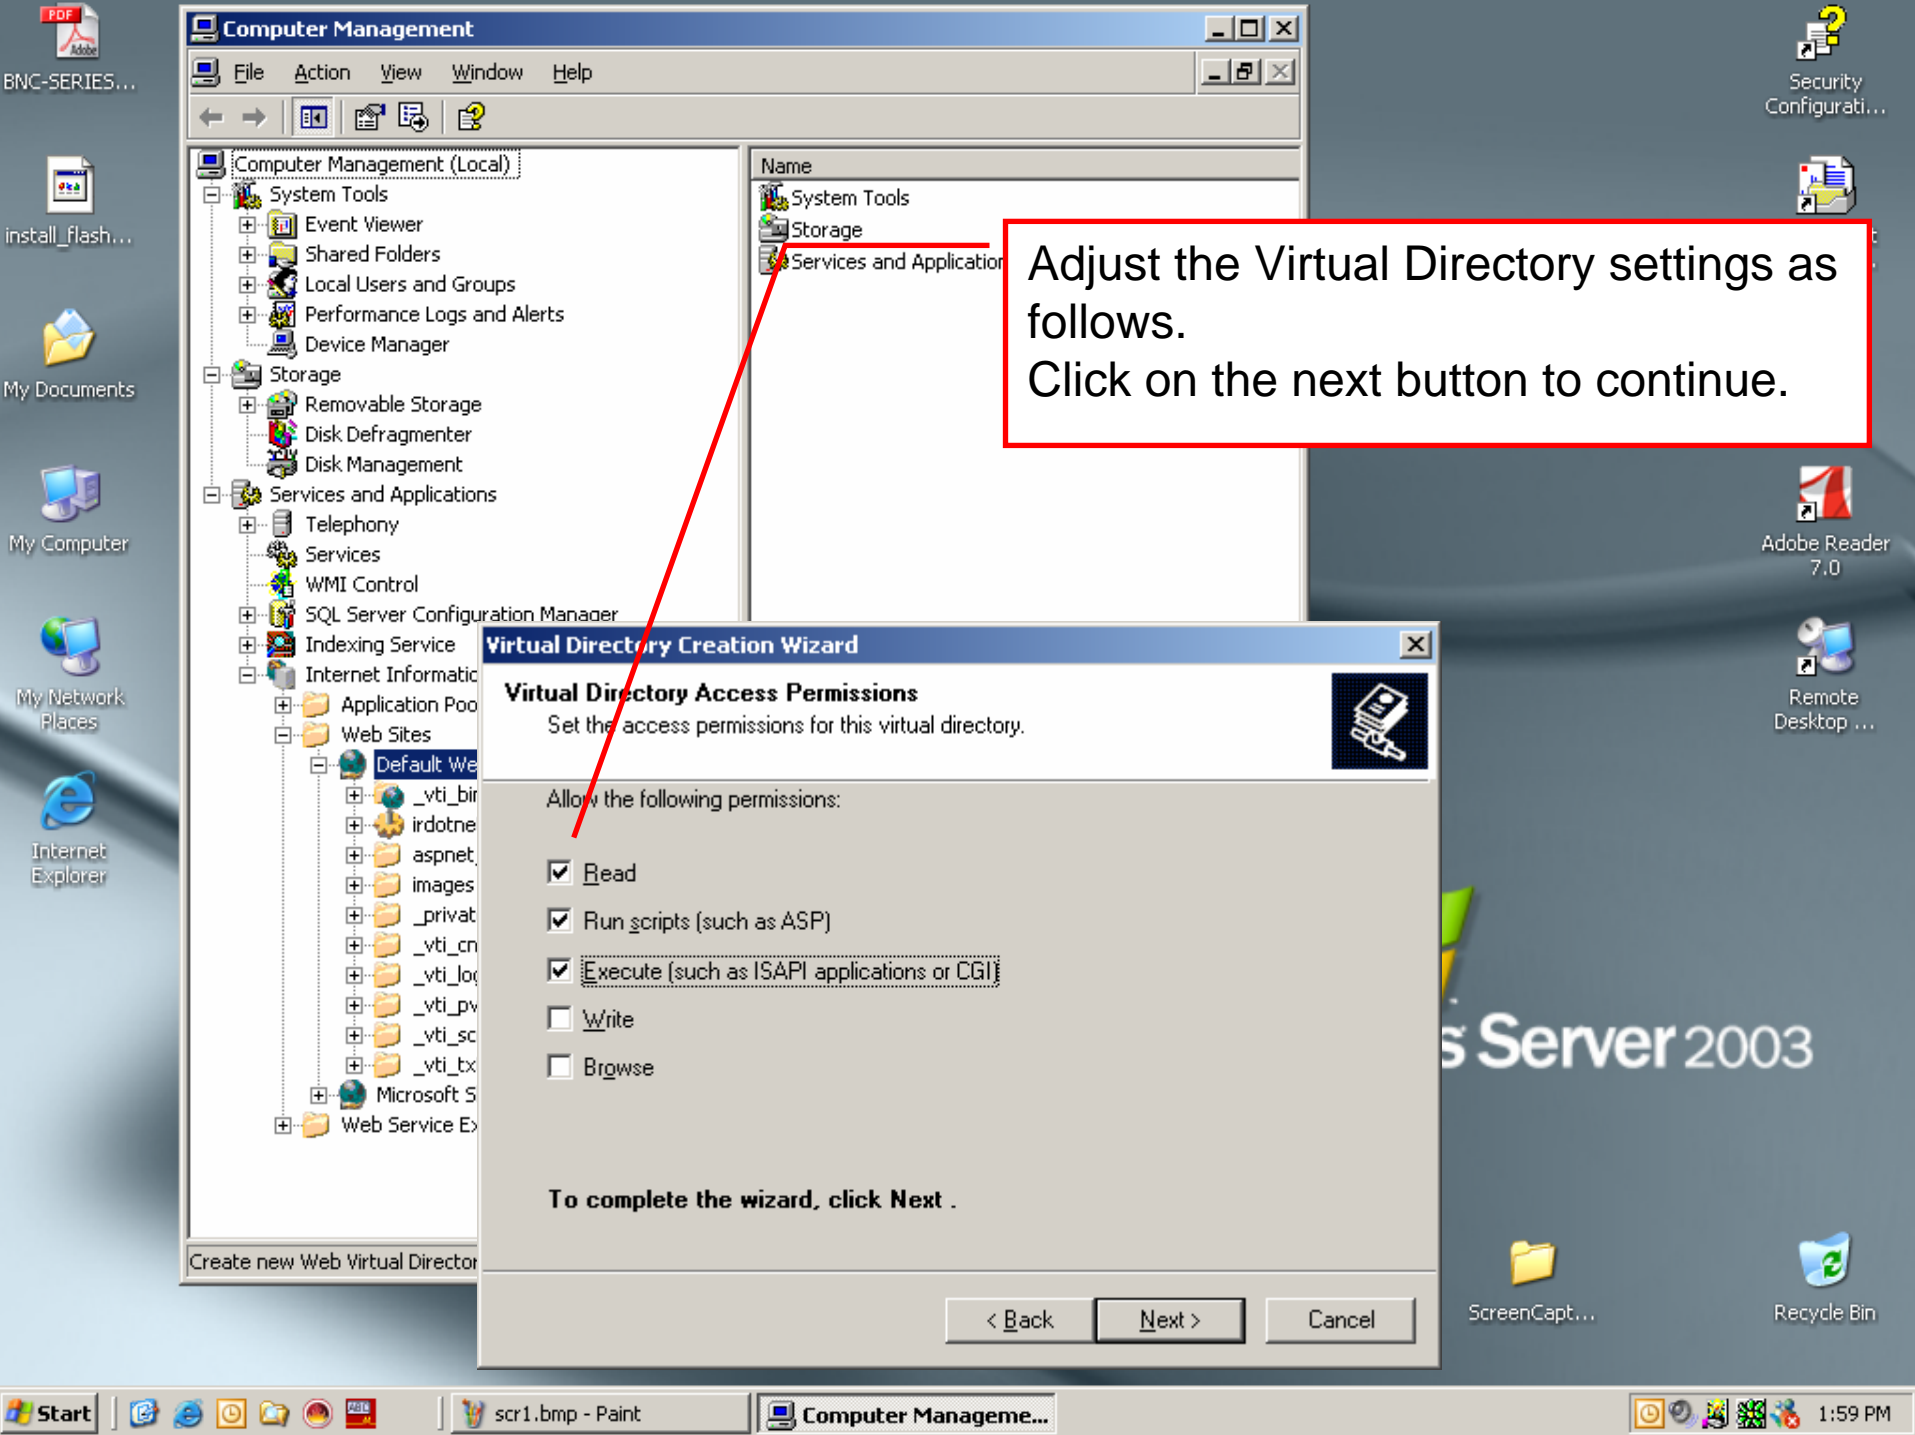 PDF
Adobe
BNC-SERIES...
install_flash...
My Documents
My Computer
My Network
Places
Internet
Explorer
Computer Management
File Action View Window Help
Computer Management (Local)
System Tools
Event Viewer
Shared Folders
Local Users and Groups
Performance Logs and Alerts
Device Manager
Storage
Removable Storage
Disk Defragmenter
Disk Management
Services and Applications
Telephony
Services
WMI Control
SQL Server Configuration Manager
Indexing Service
Internet Informatic
Application Poo
Web Sites
Default We
_vti_bin
irdotne
aspnet_
images
_privat
_vti_cn
_vti_log
_vti_pv
_vti_sc
_vti_tx
Microsoft S
Web Service Ex
Create new Web Virtual Director
Name
System Tools
Storage
Services and Application
Adjust the Virtual Directory settings as
follows.
Click on the next button to continue.
Virtual Directory Creation Wizard
Virtual Directory Access Permissions
Set the access permissions for this virtual directory.
Allow the following permissions:
Read
Run scripts (such as ASP)
Execute (such as ISAPI applications or CGI)
Write
Browse
To complete the wizard, click Next .
< Back Next > Cancel
Security
Configurati...
Adobe Reader
7.0
Remote
Desktop ...
s Server 2003
ScreenCapt...
Recycle Bin
Start
scr1.bmp - Paint
Computer Manageme...
1:59 PM